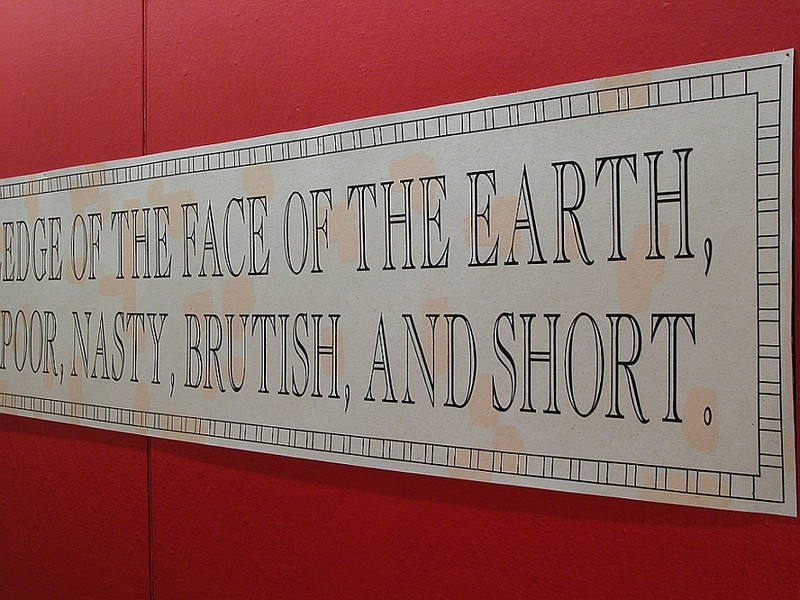 EDGE OF THE FACE OF THE EARTH,
POOR, NASTY, BRUTISH, AND SHORT.